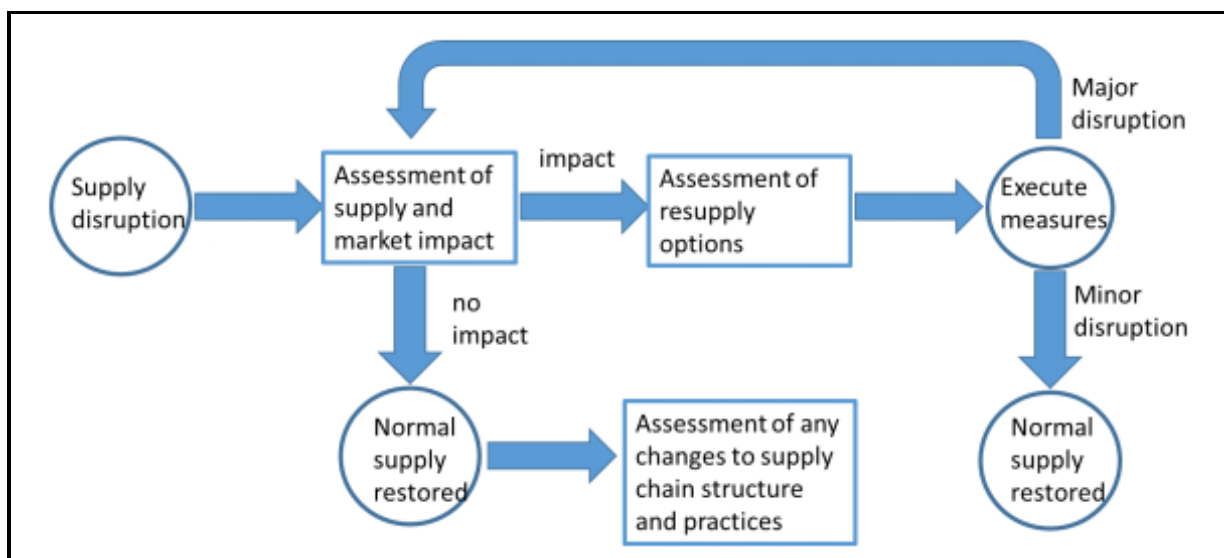 Major
disruption
Supply
disruption
Assessment of
supply and
market impact
impact
Assessment of
resupply
options
Execute
measures
no
impact
Minor
disruption
Normal
supply
restored
Assessment of any
changes to supply
chain structure
and practices
Normal
supply
restored